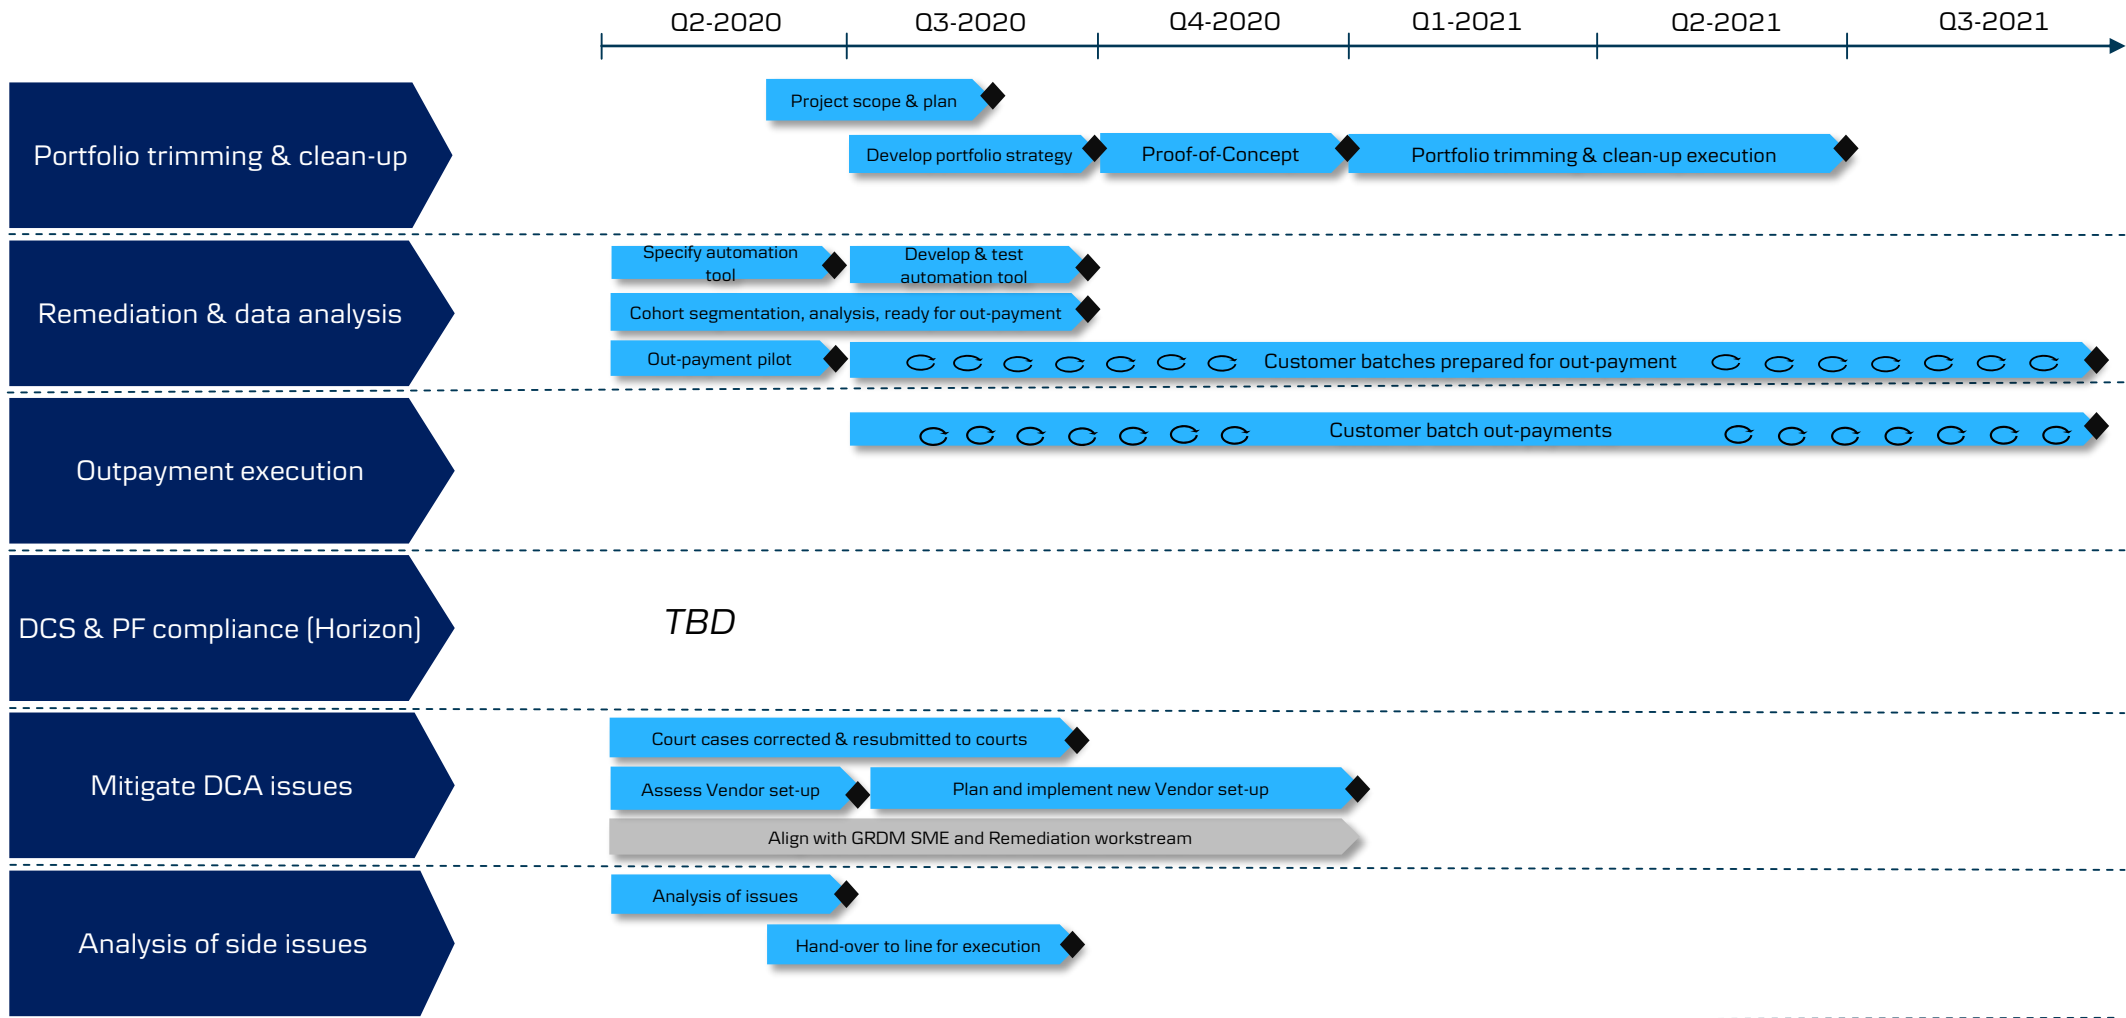 Q2-2020
Q3-2020
Q4-2020
Q1-2021
Q2-2021
Q3-2021
Portfolio trimming & clean-up
Project scope & plan
Develop portfolio strategy
Proof-of-Concept
Portfolio trimming & clean-up execution
Remediation & data analysis
Specify automation
tool
Develop & test
automation tool
Cohort segmentation, analysis, ready for out-payment
Out-payment pilot
Customer batches prepared for out-payment
Outpayment execution
Customer batch out-payments
DCS & PF compliance (Horizon)
TBD
Mitigate DCA issues
Court cases corrected & resubmitted to courts
Assess Vendor set-up
Plan and implement new Vendor set-up
Align with GRDM SME and Remediation workstream
Analysis of side issues
Analysis of issues
Hand-over to line for execution